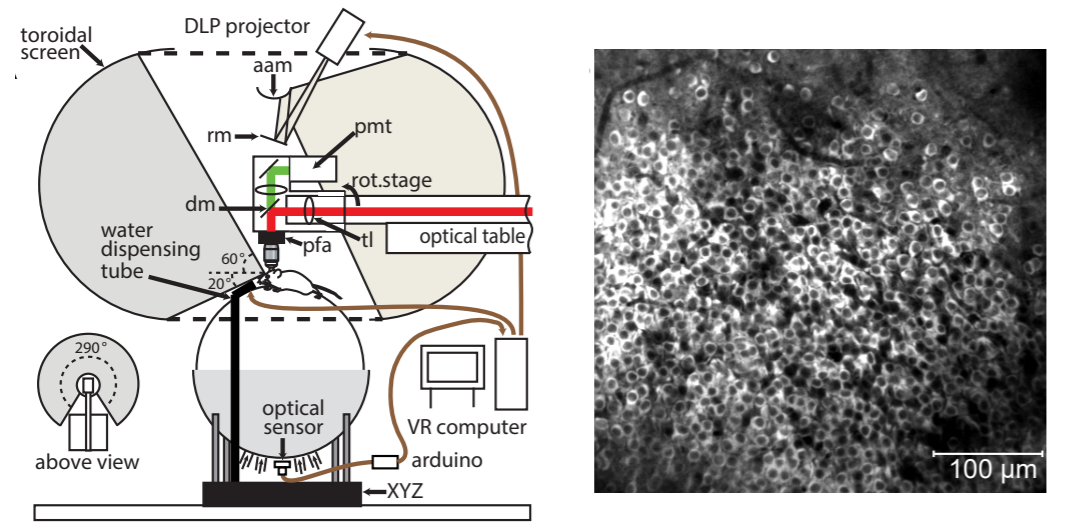 DLP projector
toroidal
screen
aam
rm
pmt
rot.stage
dm
water
dispensing
tube
pfa
tl
optical table
60°
20°
290°
above view
optical
sensor
VR computer
arduino
XYZ
100 µm